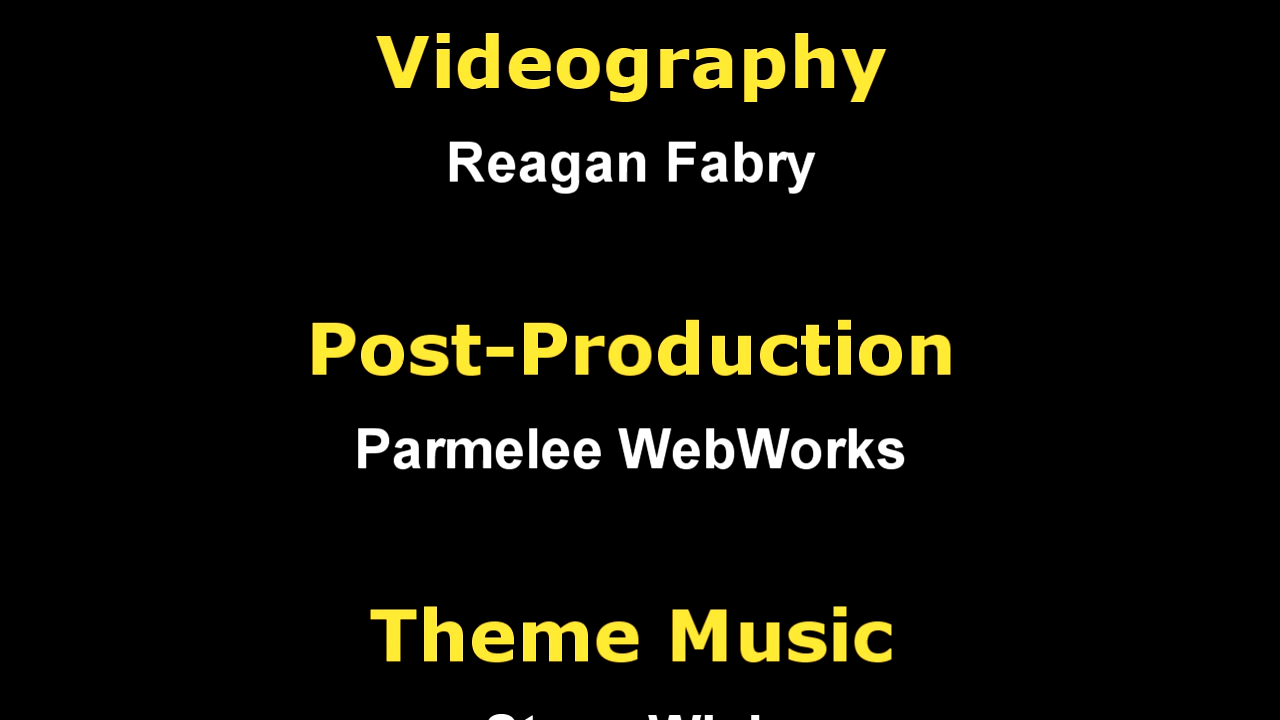 Videography
Reagan Fabry
Post-Production
Parmelee WebWorks
Theme Music